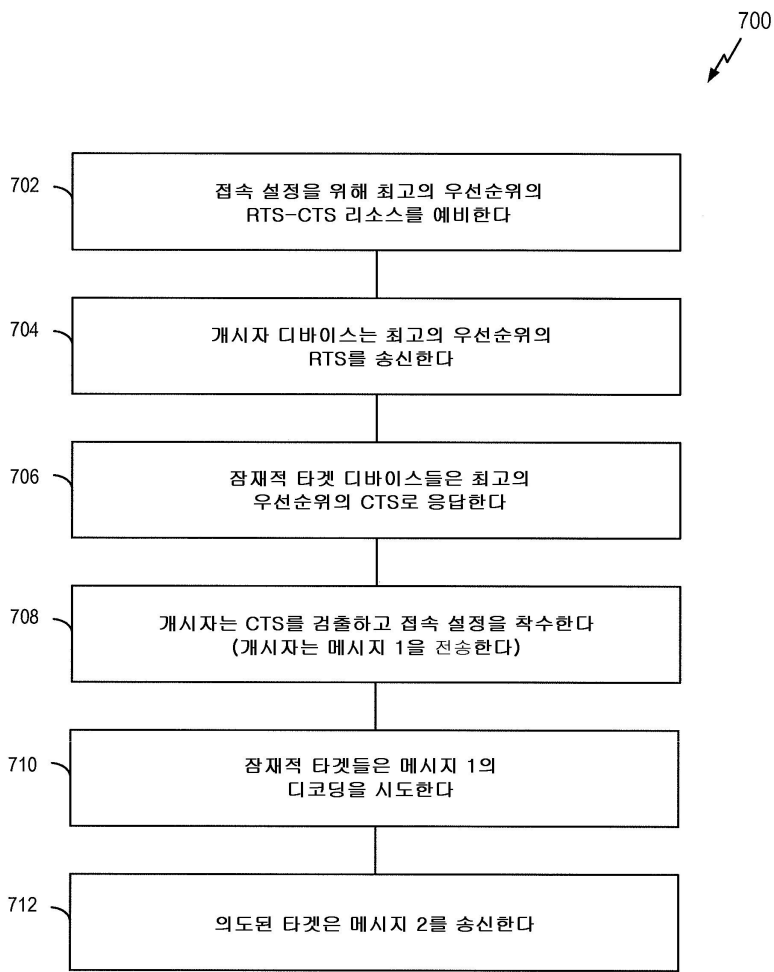 700
702
접속 설정을 위해 최고의 우선순위의
RTS-CTS 리소스를 예비한다
704
개시자 디바이스는 최고의 우선순위의
RTS를 송신한다
706
잠재적 타겟 디바이스들은 최고의
우선순위의 CTS로 응답한다
708
개시자는 CTS를 검출하고 접속 설정을 착수한다
(개시자는 메시지 1을 전송한다)
710
잠재적 타겟들은 메시지 1의
디코딩을 시도한다
712
의도된 타겟은 메시지 2를 송신한다